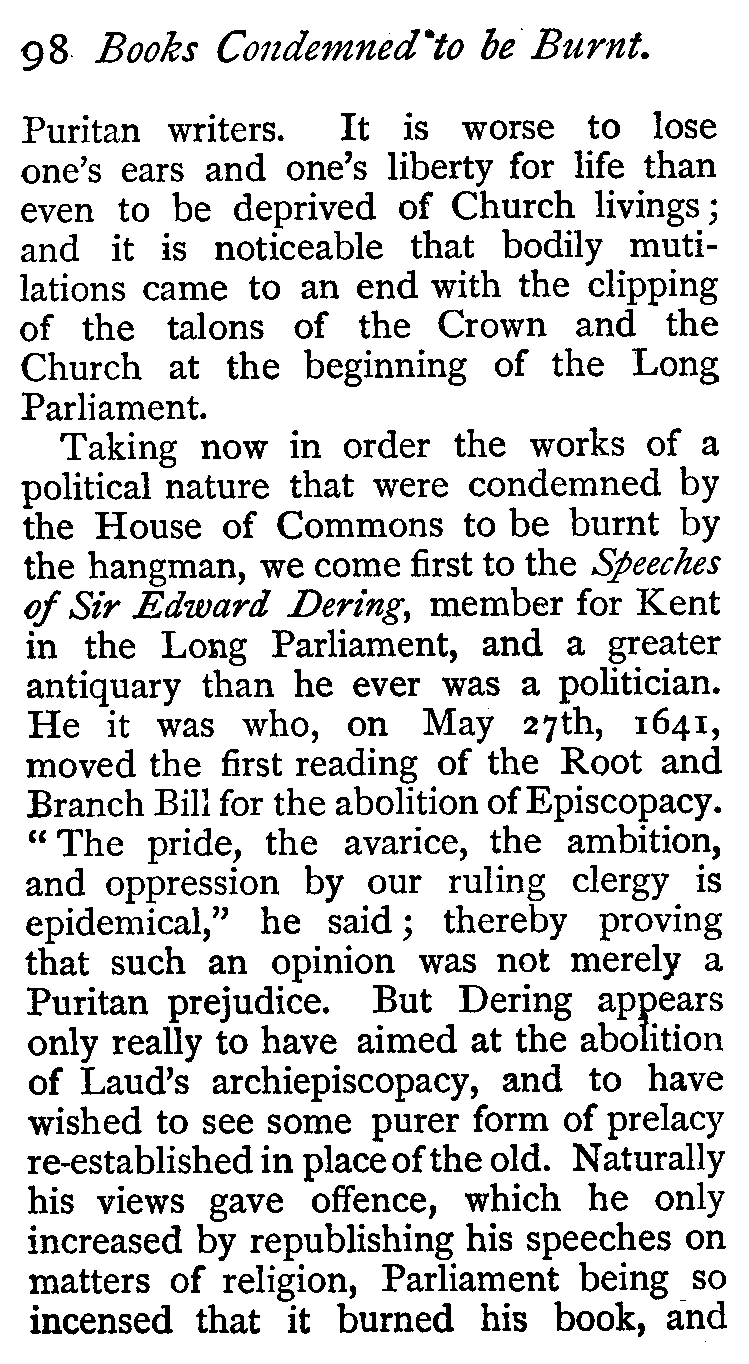 98 Books Condemned to be Burnt.
Puritan writers. It is worse to lose
one's ears and one's liberty for life than
even to be deprived of Church livings;
and it is noticeable that bodily muti-
lations came to an end with the clipping
of the talons of the Crown and the
Church at the beginning of the Long
Parliament.
Taking now in order the works of a
political nature that were condemned by
the House of Commons to be burnt by
the hangman, we come first to the Speeches
of Sir Edward Dering, member for Kent
in the Long Parliament, and a greater
antiquary than he ever was a politician.
He it was who, on May 27th, 1641,
moved the first reading of the Root and
Branch Bill for the abolition of Episcopacy.
"The pride, the avarice, the ambition,
and oppression by our ruling clergy is
epidemical," he said; thereby proving
that such an opinion was not merely a
Puritan prejudice. But Dering appears
only really to have aimed at the abolition
of Laud's archiepiscopacy, and to have
wished to see some purer form of prelacy
re-established in place of the old. Naturally
his views gave offence, which he only
increased by republishing his speeches on
matters of religion, Parliament being so
incensed that it burned his book, and